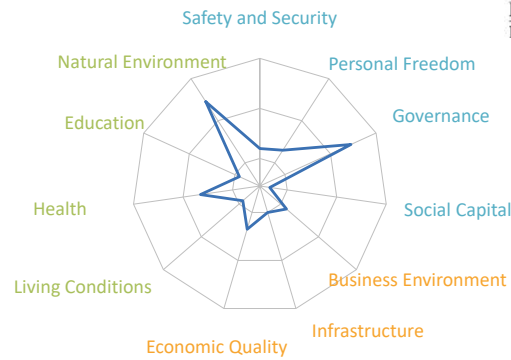 Safety and Security
Natural Environment
Personal Freedom
Education
Governance
Health
Social Capital
Living Conditions
Business Environment
Infrastructure
Economic Quality